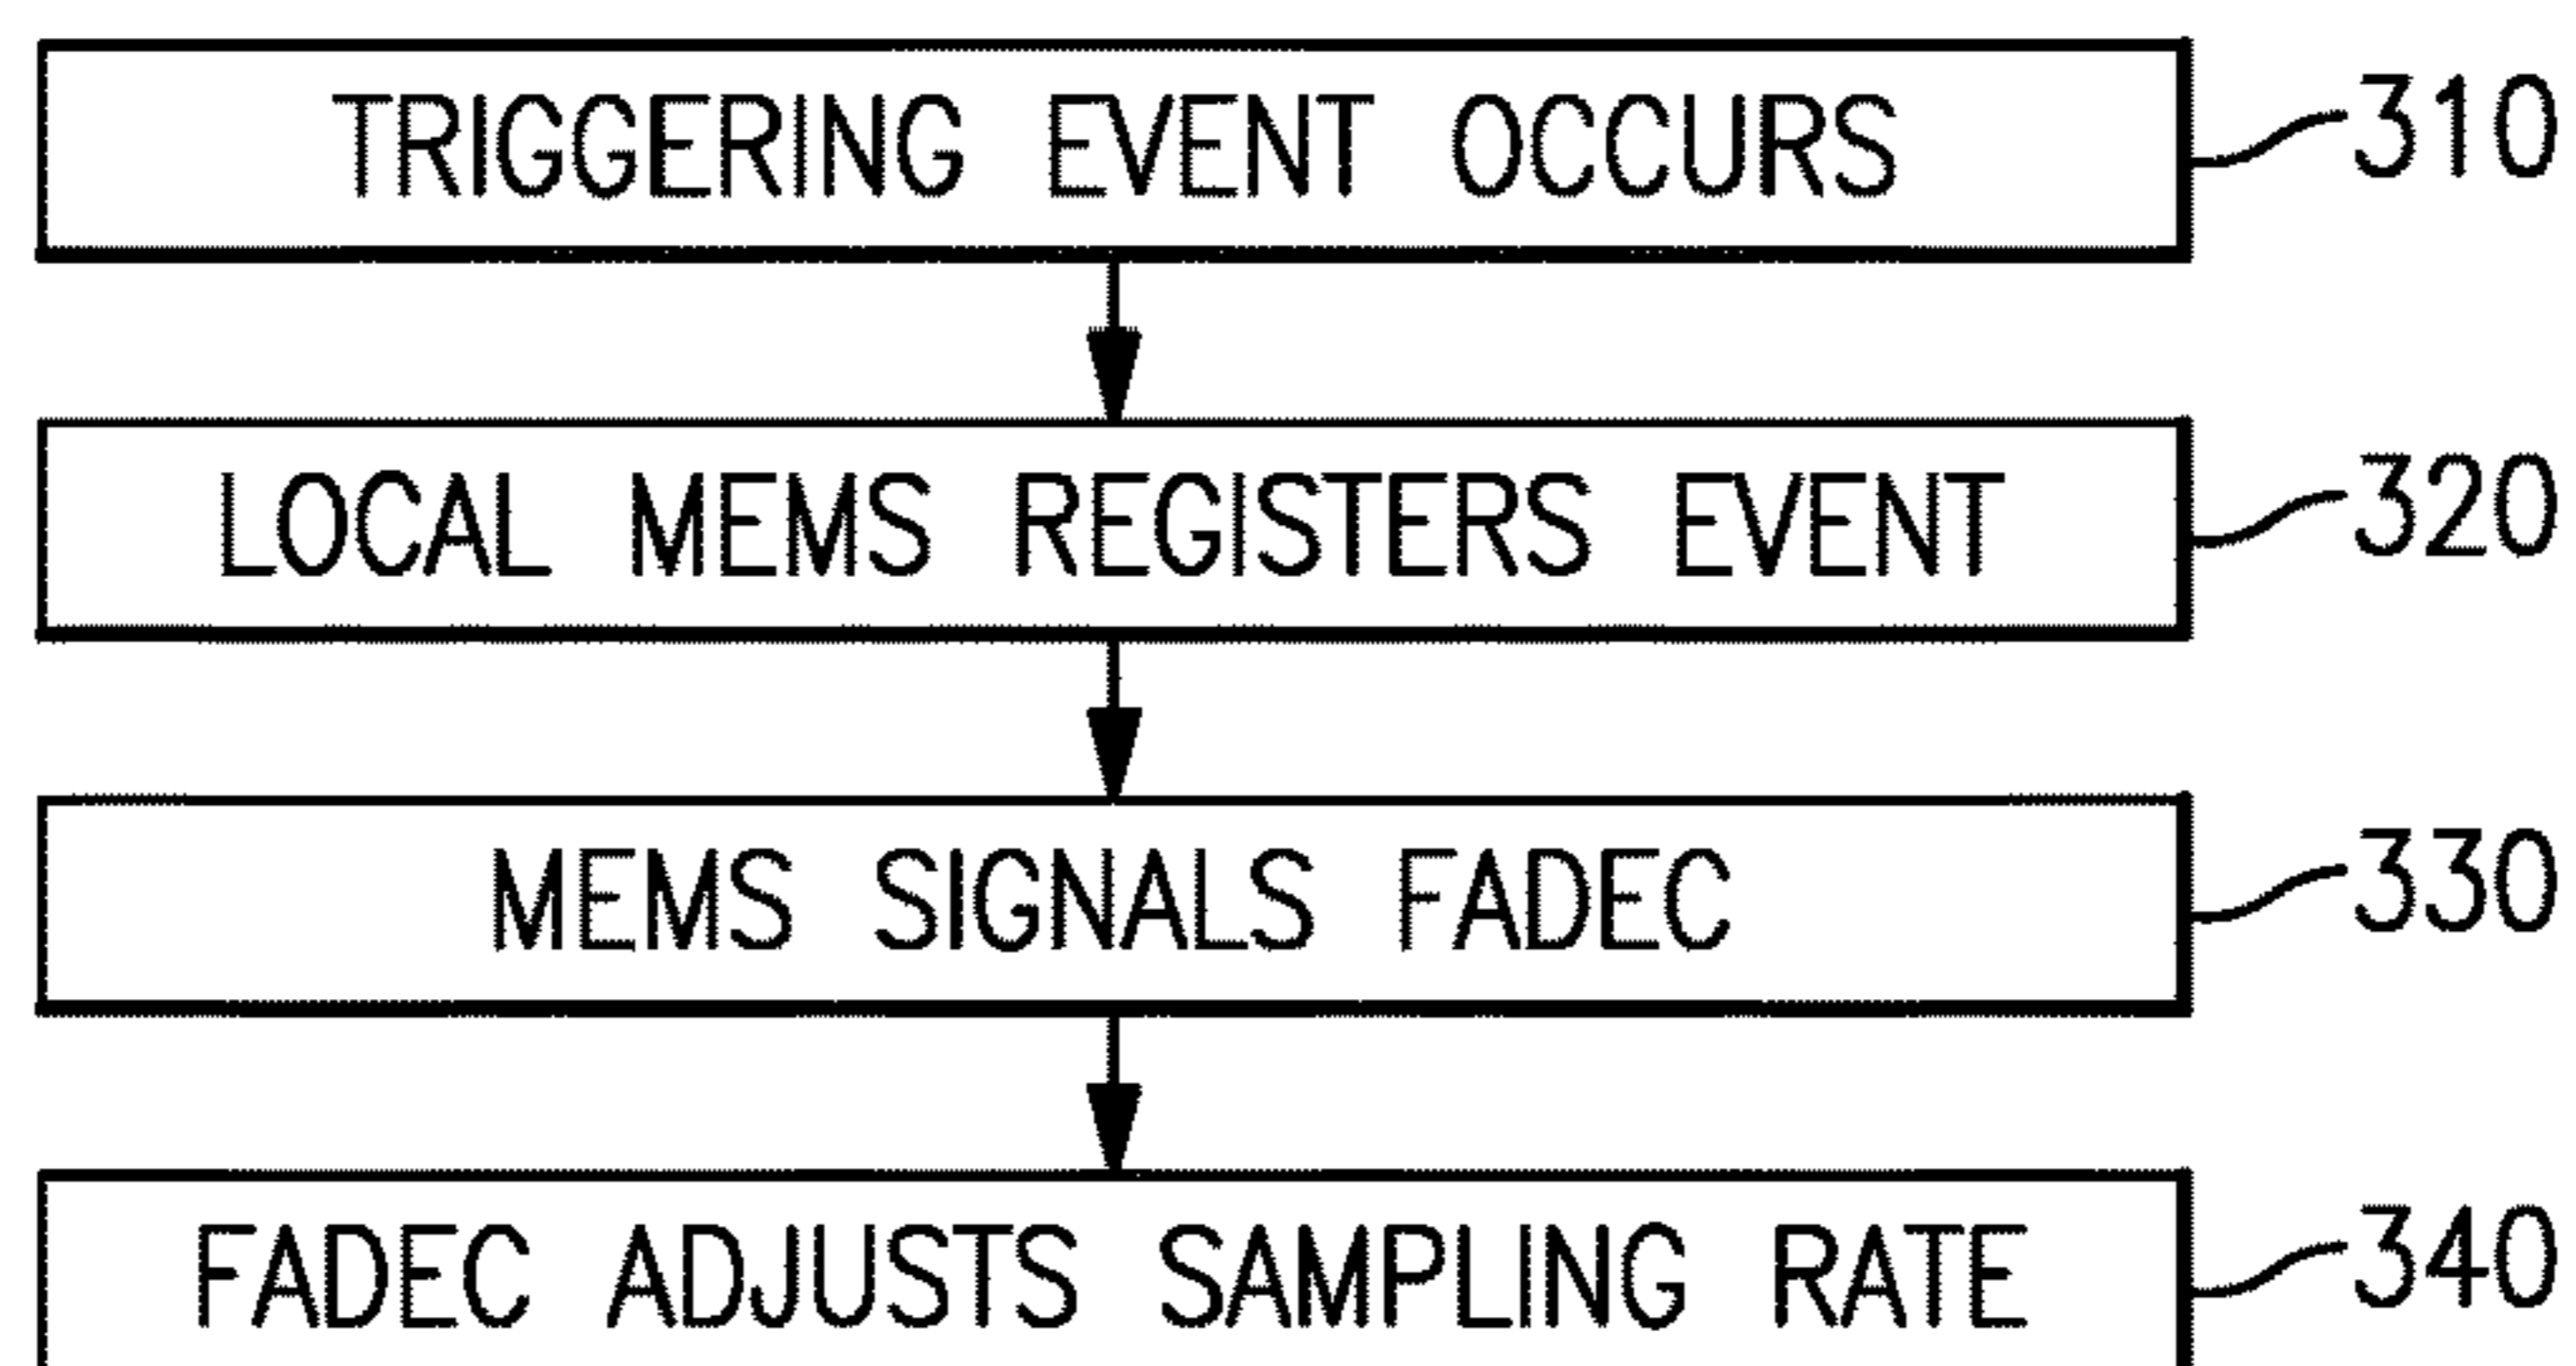 TRIGGERING EVENT OCCURS 310
LOCAL MEMS REGISTERS EVENT 320
MEMS SIGNALS FADEC 330
FADEC ADJUSTS SAMPLING RATE 340